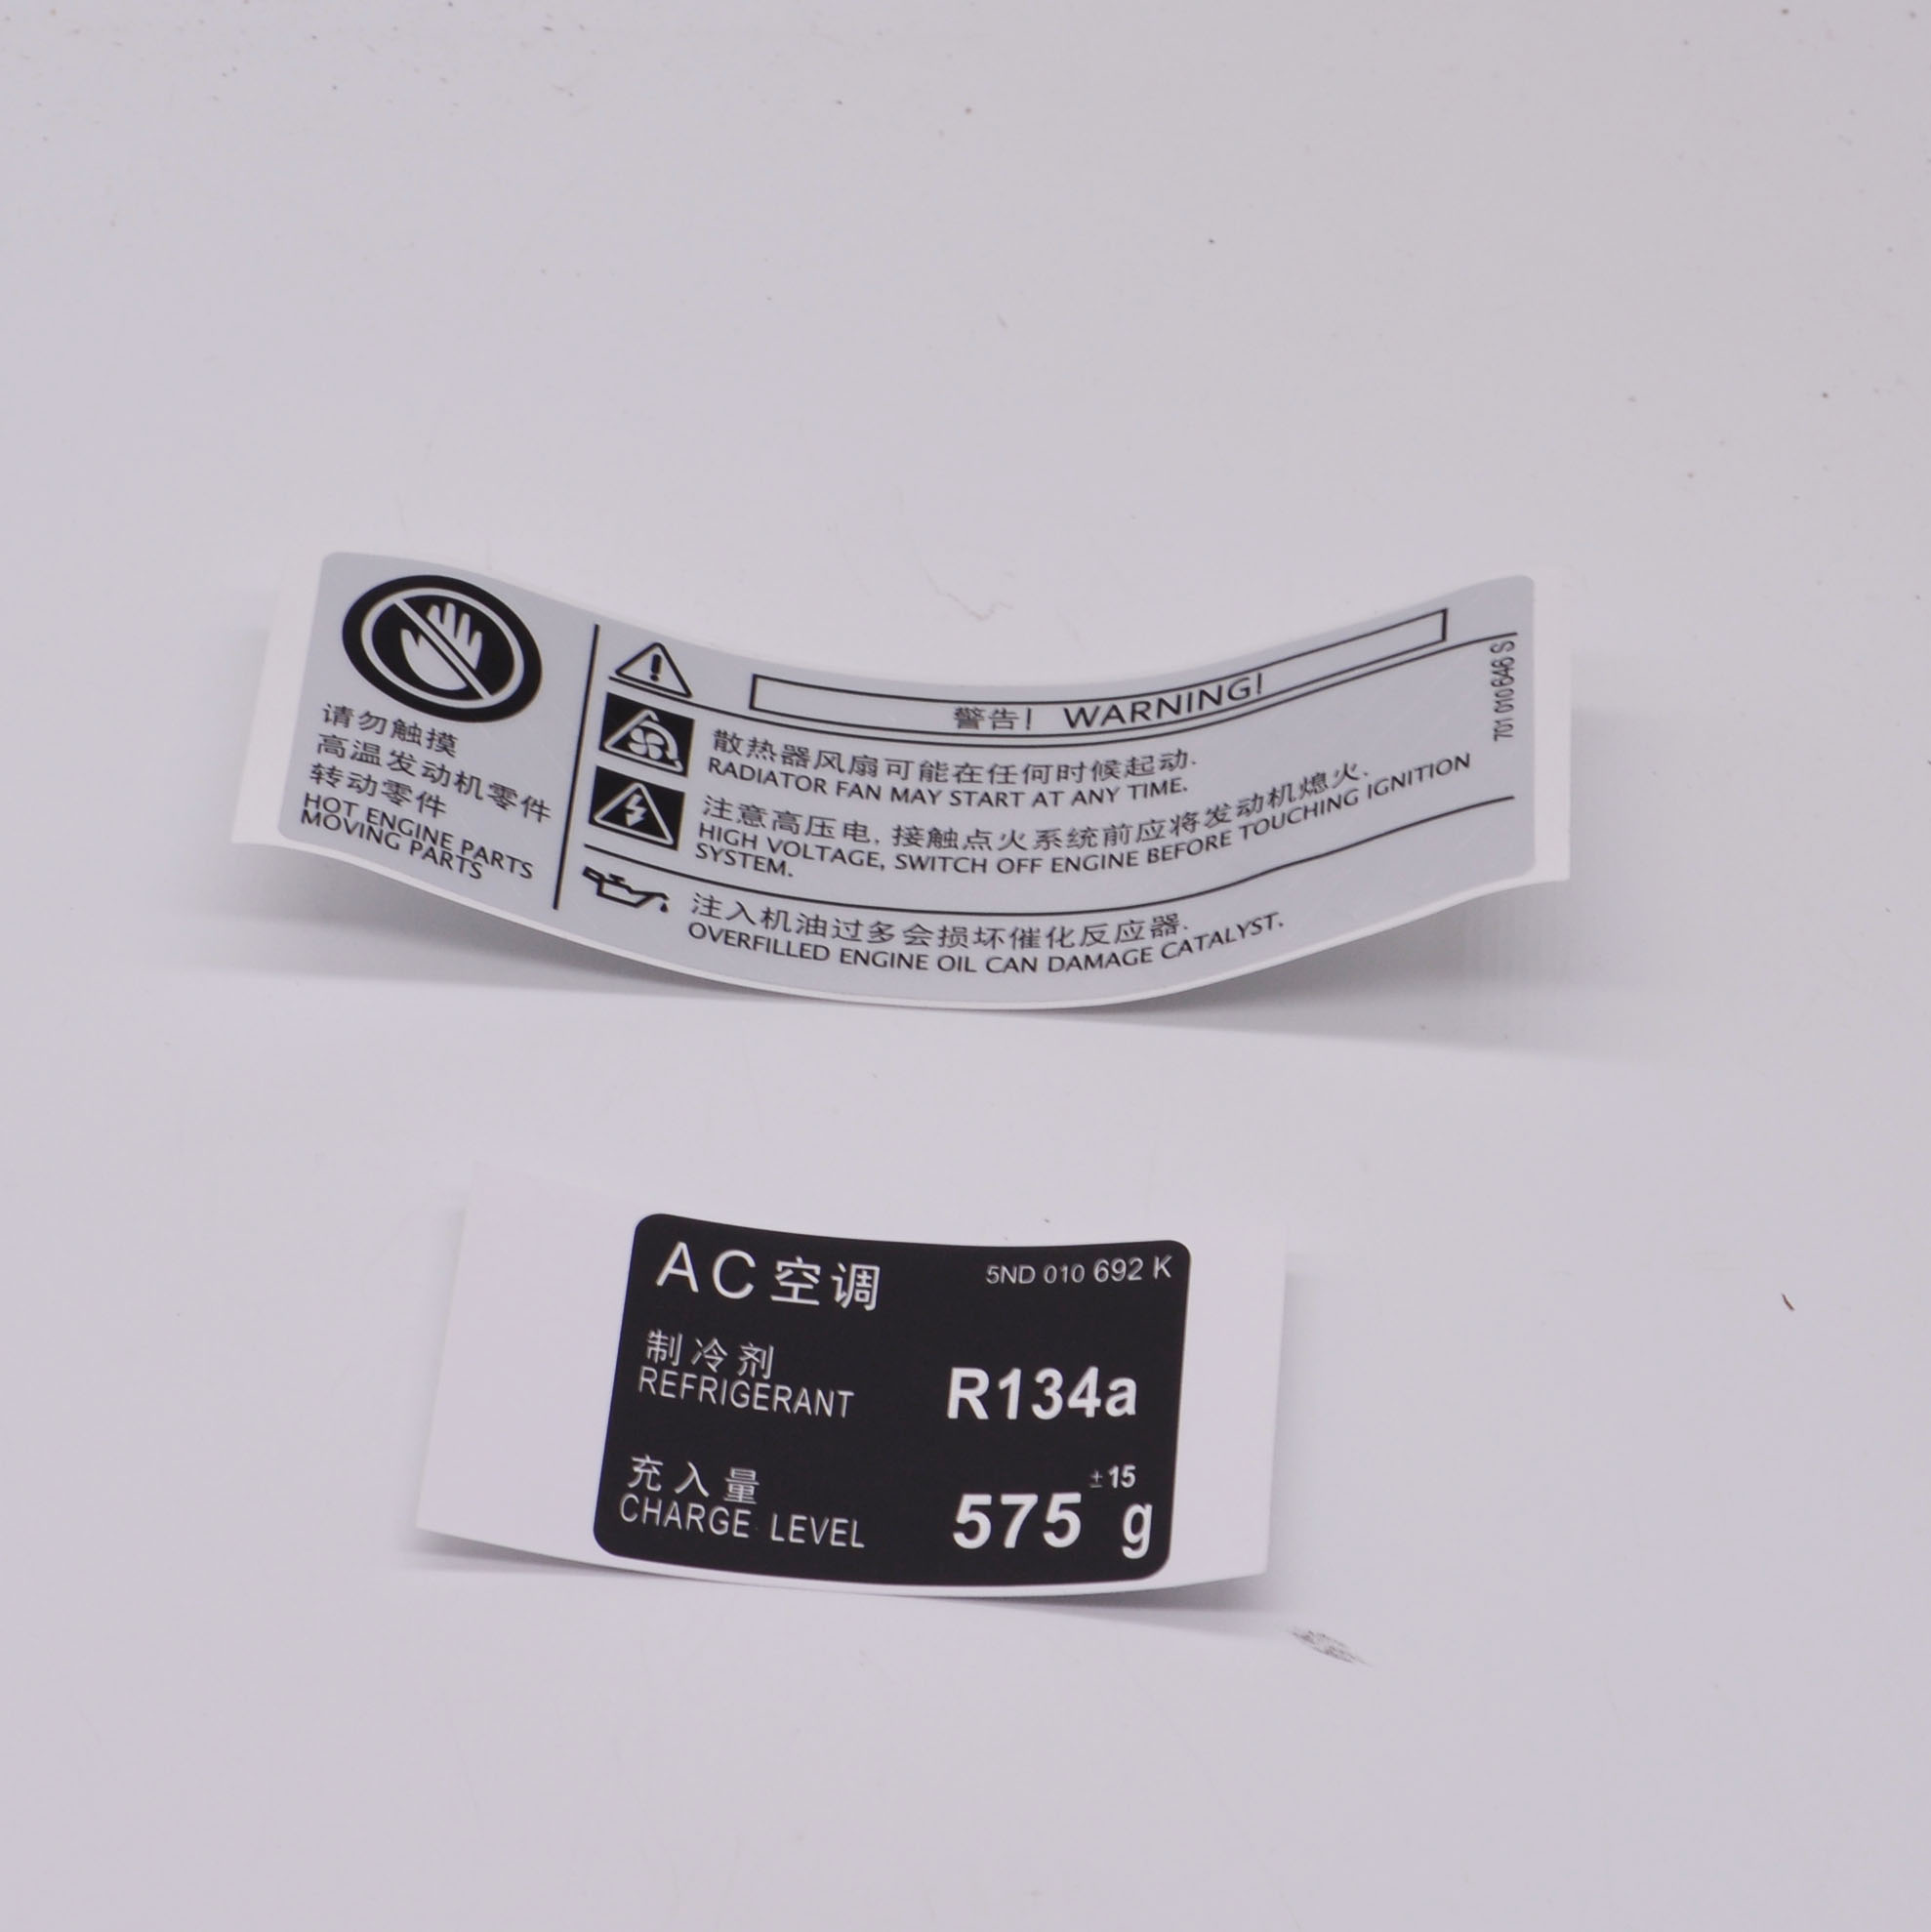 请勿触摸
高温发动机零件
转动零件
HOT ENGINE PARTS
MOVING PARTS
警告! WARNING!
散热器风扇可能在任何时候起动.
RADIATOR FAN MAY START AT ANY TIME.
注意高压电, 接触点火系统前应将发动机熄火.
HIGH VOLTAGE, SWITCH OFF ENGINE BEFORE TOUCHING IGNITION
SYSTEM.
注入机油过多会损坏催化反应器.
OVERFILLED ENGINE OIL CAN DAMAGE CATALYST.
701 010 646 S
AC空调 5ND 010 692 K
制冷剂
REFRIGERANT R134a
充入量
CHARGE LEVEL 575 ±15 g